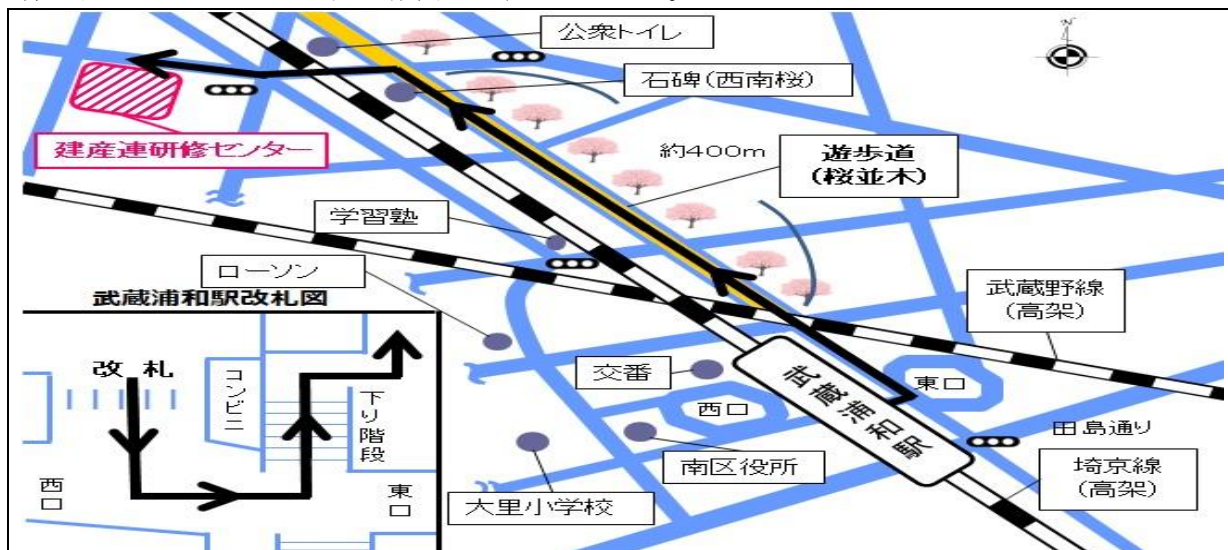 公衆トイレ
N
石碑(西南桜)
建産連研修センター
約400m
遊歩道
(桜並木)
学習塾
ローソン
武蔵浦和駅改札図
武蔵野線
(高架)
改札
コンビニ
下り階段
西口
東口
交番
西口
武蔵浦和駅
東口
田島通り
南区役所
大里小学校
埼京線
(高架)